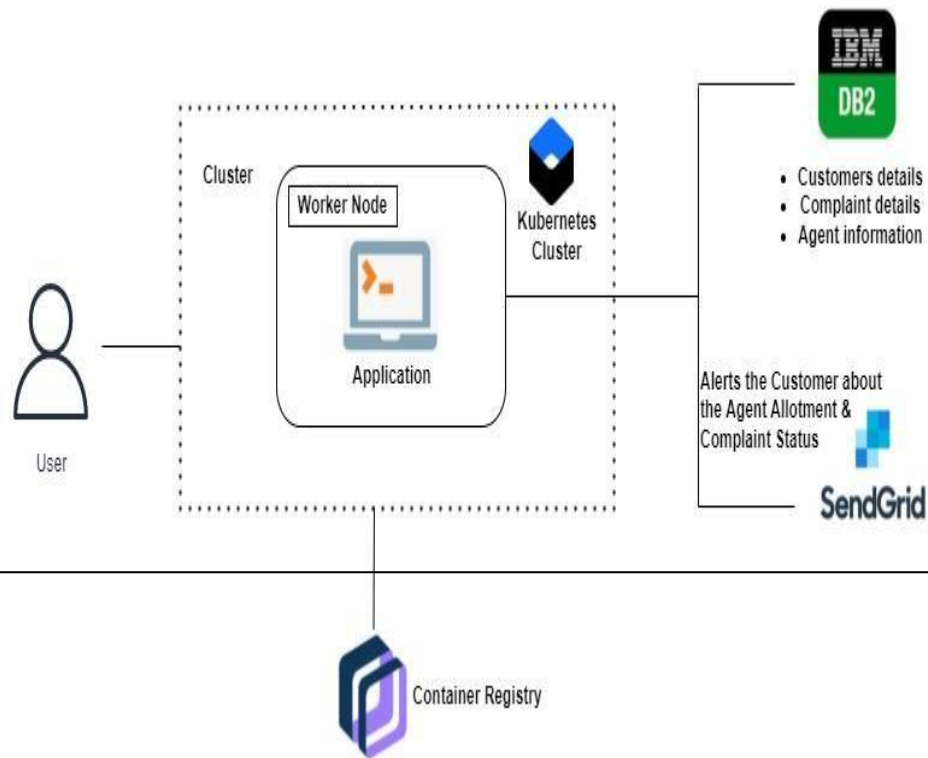 IBM
DB2
• Customers details
• Complaint details
• Agent information
Cluster
Worker Node
Kubernetes
Cluster
Application
User
Alerts the Customer about
the Agent Allotment &
Complaint Status
SendGrid
Container Registry